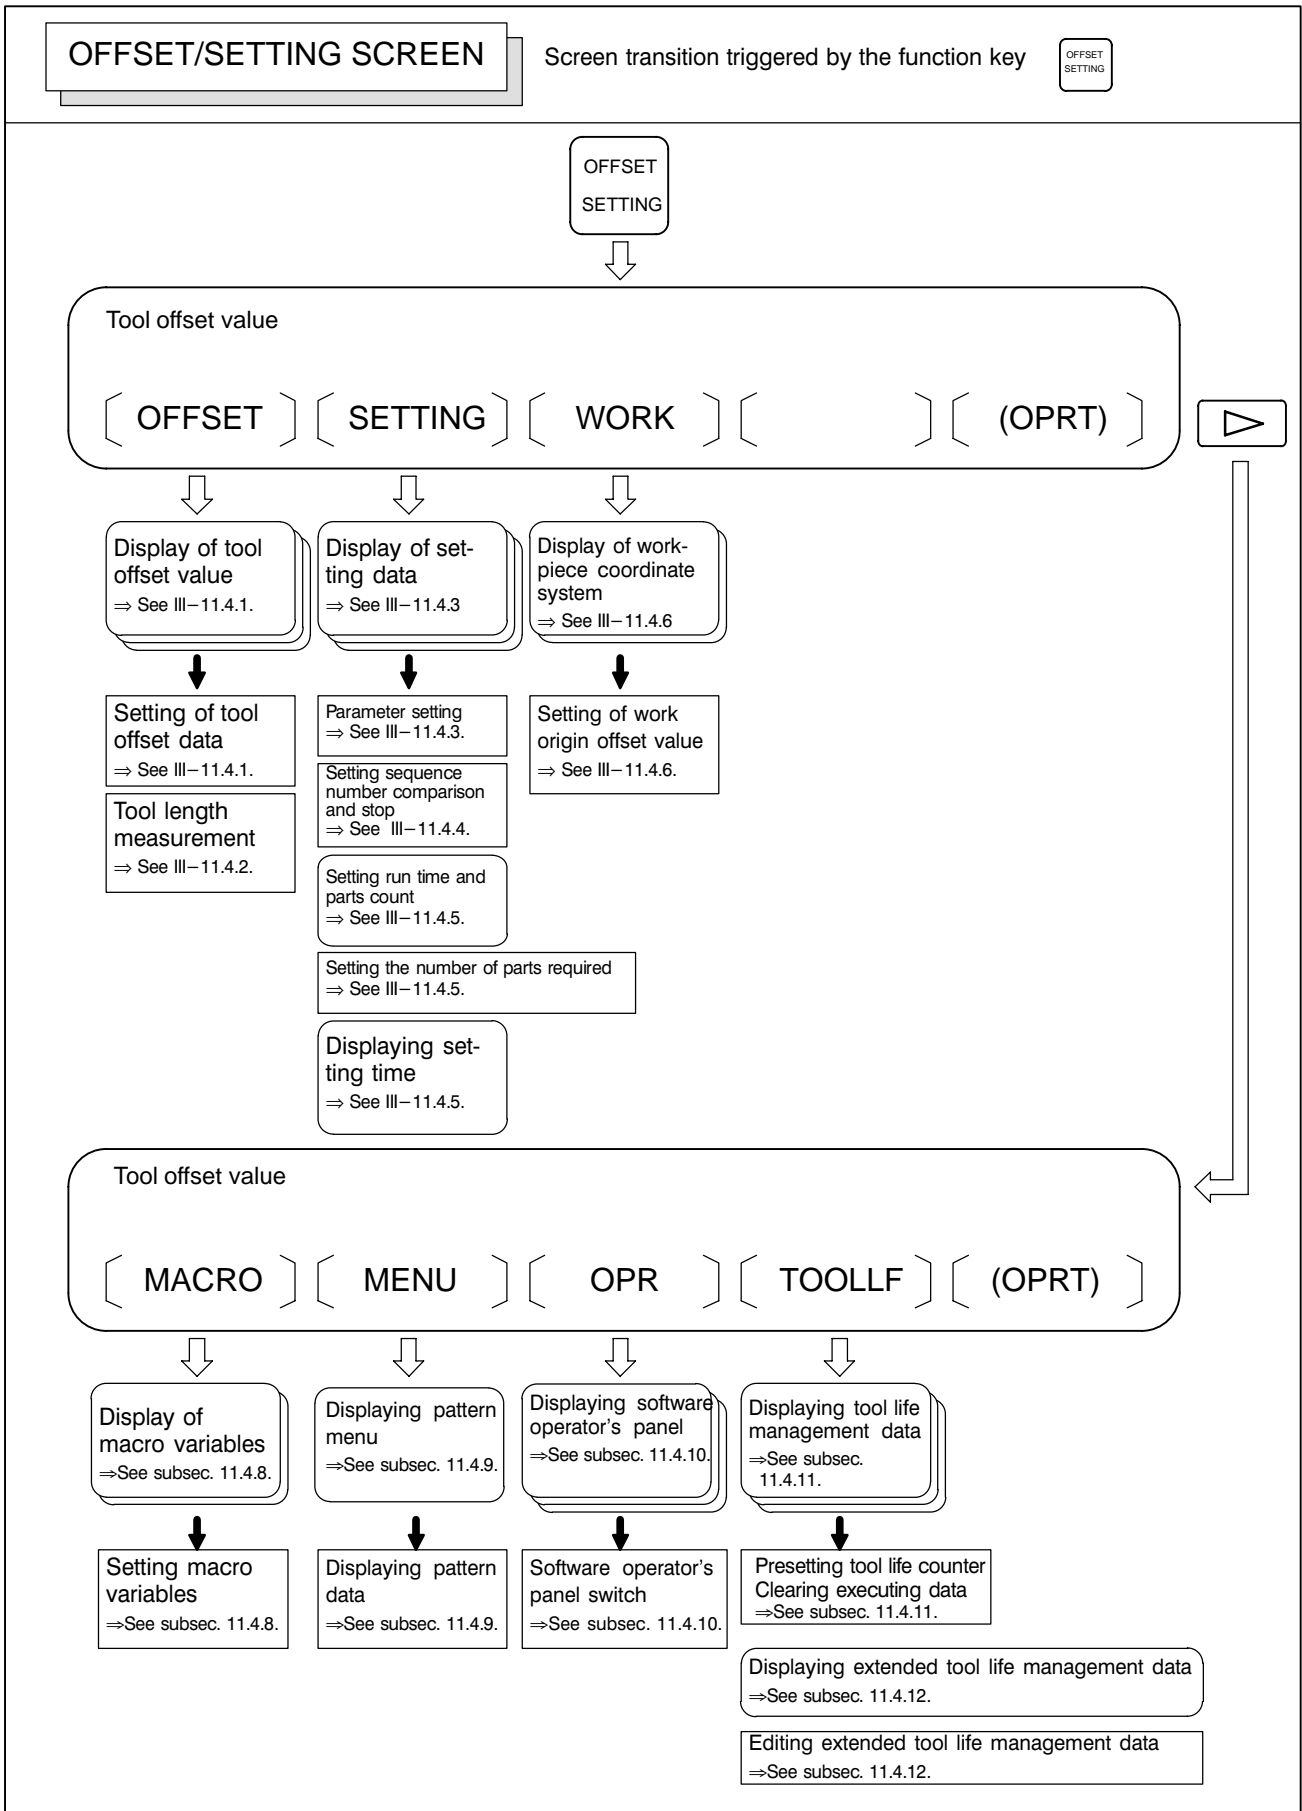 OFFSET/SETTING SCREEN
Screen transition triggered by the function key
OFFSET
SETTING
OFFSET
SETTING
Tool offset value
OFFSET
SETTING
WORK
(OPRT)
Display of tool
offset value
⇒ See III−11.4.1.
Display of set-
ting data
⇒ See III−11.4.3
Display of work-
piece coordinate
system
⇒ See III−11.4.6
Setting of tool
offset data
⇒ See III−11.4.1.
Tool length
measurement
⇒ See III−11.4.2.
Parameter setting
⇒ See III−11.4.3.
Setting sequence
number comparison
and stop
⇒ See III−11.4.4.
Setting run time and
parts count
⇒ See III−11.4.5.
Setting the number of parts required
⇒ See III−11.4.5.
Displaying set-
ting time
⇒ See III−11.4.5.
Setting of work
origin offset value
⇒ See III−11.4.6.
Tool offset value
MACRO
MENU
OPR
TOOLLF
(OPRT)
Display of
macro variables
⇒See subsec. 11.4.8.
Displaying pattern
menu
⇒See subsec. 11.4.9.
Displaying software
operator's panel
⇒See subsec. 11.4.10.
Displaying tool life
management data
⇒See subsec.
11.4.11.
Setting macro
variables
⇒See subsec. 11.4.8.
Displaying pattern
data
⇒See subsec. 11.4.9.
Software operator's
panel switch
⇒See subsec. 11.4.10.
Presetting tool life counter
Clearing executing data
⇒See subsec. 11.4.11.
Displaying extended tool life management data
⇒See subsec. 11.4.12.
Editing extended tool life management data
⇒See subsec. 11.4.12.